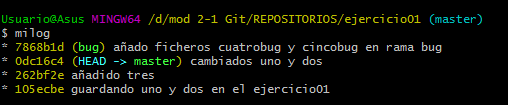 Usuario@Asus MINGW64 /d/mod 2-1 Git/REPOSITORIOS/ejercicio01 (master)
$ milog
* 7868b1d (bug) añado ficheros cuatrobug y cincobug en rama bug
* 0dc16c4 (HEAD -> master) cambiados uno y dos
* 262bf2e añadido tres
* 105ecbe guardando uno y dos en el ejercicio01